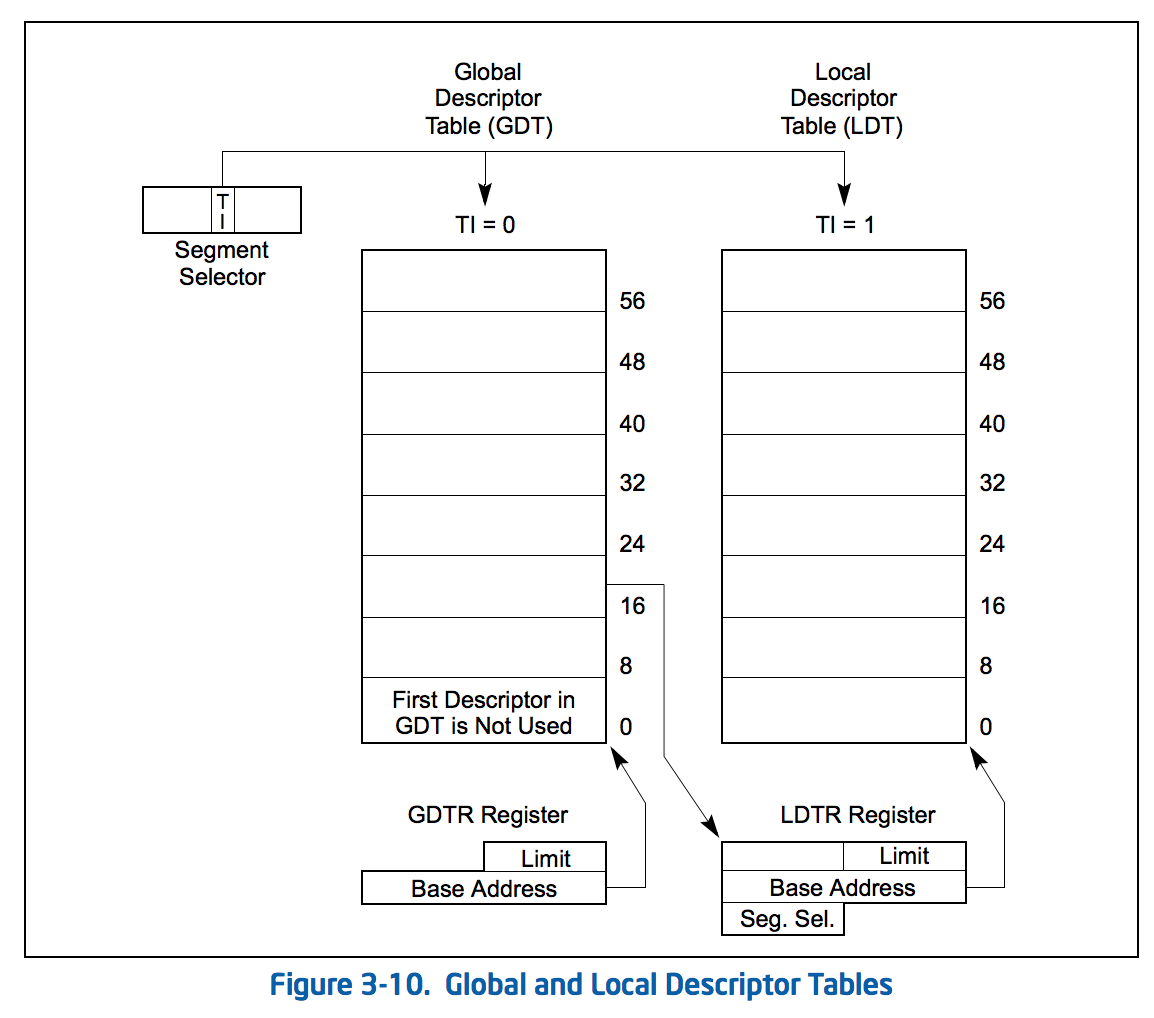 Global
Descriptor
Table (GDT)
Local
Descriptor
Table (LDT)
T
I
Segment
Selector
TI = 0
TI = 1
56
48
40
32
24
16
8
First Descriptor in
GDT is Not Used
0
56
48
40
32
24
16
8
0
GDTR Register
Limit
Base Address
LDTR Register
Limit
Base Address
Seg. Sel.
Figure 3-10. Global and Local Descriptor Tables